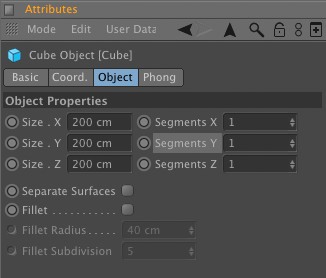 Attributes
Mode Edit User Data
Cube Object [Cube]
Basic Coord. Object Phong
Object Properties
Size . X 200 cm Segments X 1
Size . Y 200 cm Segments Y 1
Size . Z 200 cm Segments Z 1
Separate Surfaces
Fillet . . . . . . . . . . .
Fillet Radius . . . . . 40 cm
Fillet Subdivision 5